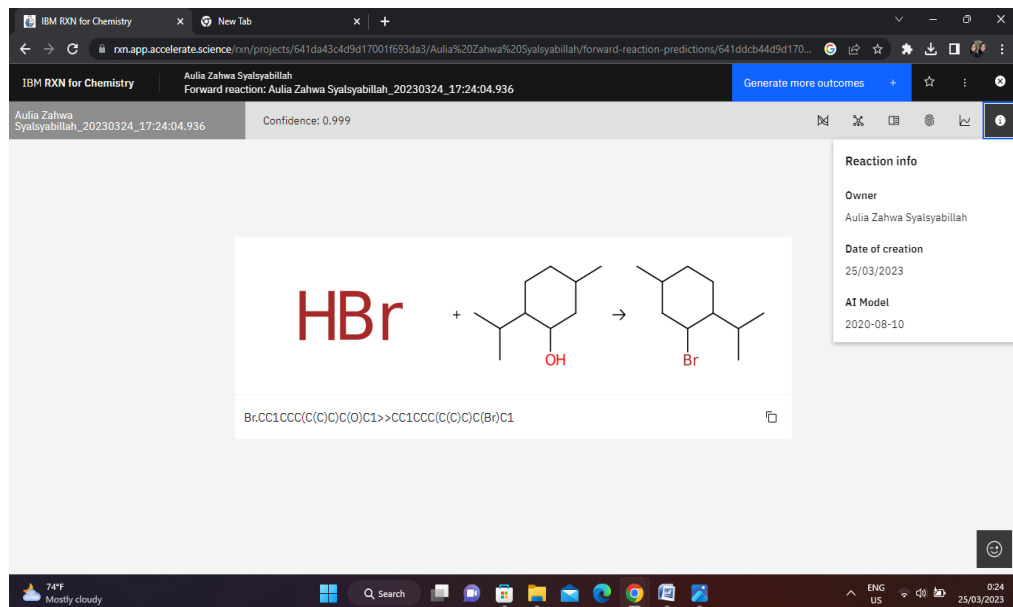 IBM RXN for Chemistry
New Tab
rxn.app.accelerate.science/rxn/projects/641da43c4d9d17001f693da3/Aulia%20Zahwa%20Syalsyabillah/forward-reaction-predictions/641ddcb44d9d170...
IBM RXN for Chemistry
Aulia Zahwa Syalsyabillah
Forward reaction: Aulia Zahwa Syalsyabillah_20230324_17:24:04.936
Generate more outcomes +
Aulia Zahwa
Syalsyabillah_20230324_17:24:04.936
Confidence: 0.999
Reaction info
Owner
Aulia Zahwa Syalsyabillah
Date of creation
25/03/2023
AI Model
2020-08-10
HBr + →
OH
Br
Br.CC1CCC(C(C)C)C(O)C1>>CC1CCC(C(C)C)C(Br)C1
74°F
Mostly cloudy
Search
ENG
US
0:24
25/03/2023